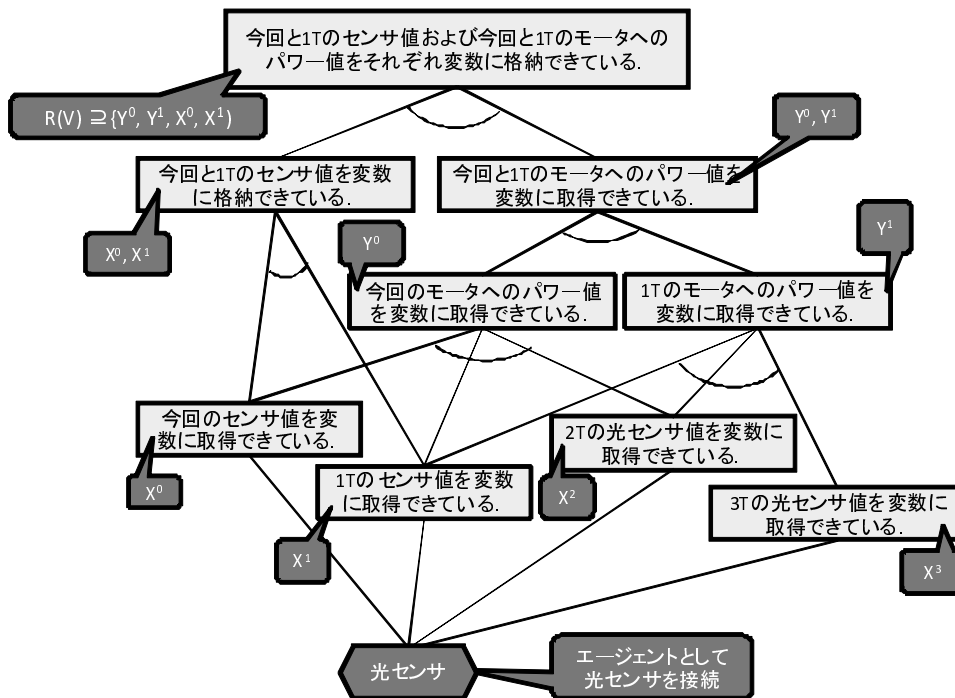 今回と1Tのセンサ値および今回と1Tのモータへの
パワー値をそれぞれ変数に格納できている.
R(V) ⊇{Y⁰, Y¹, X⁰, X¹)
Y⁰, Y¹
今回と1Tのセンサ値を変数
に格納できている.
今回と1Tのモータへのパワー値を
変数に取得できている.
X⁰, X¹
Y⁰
Y¹
今回のモータへのパワー値
を変数に取得できている.
1Tのモータへのパワー値を
変数に取得できている.
今回のセンサ値を変
数に取得できている.
2Tの光センサ値を変数に
取得できている.
X⁰
1Tのセンサ値を変数
に取得できている.
X²
3Tの光センサ値を変数に
取得できている.
X¹
X³
光センサ
エージェントとして
光センサを接続